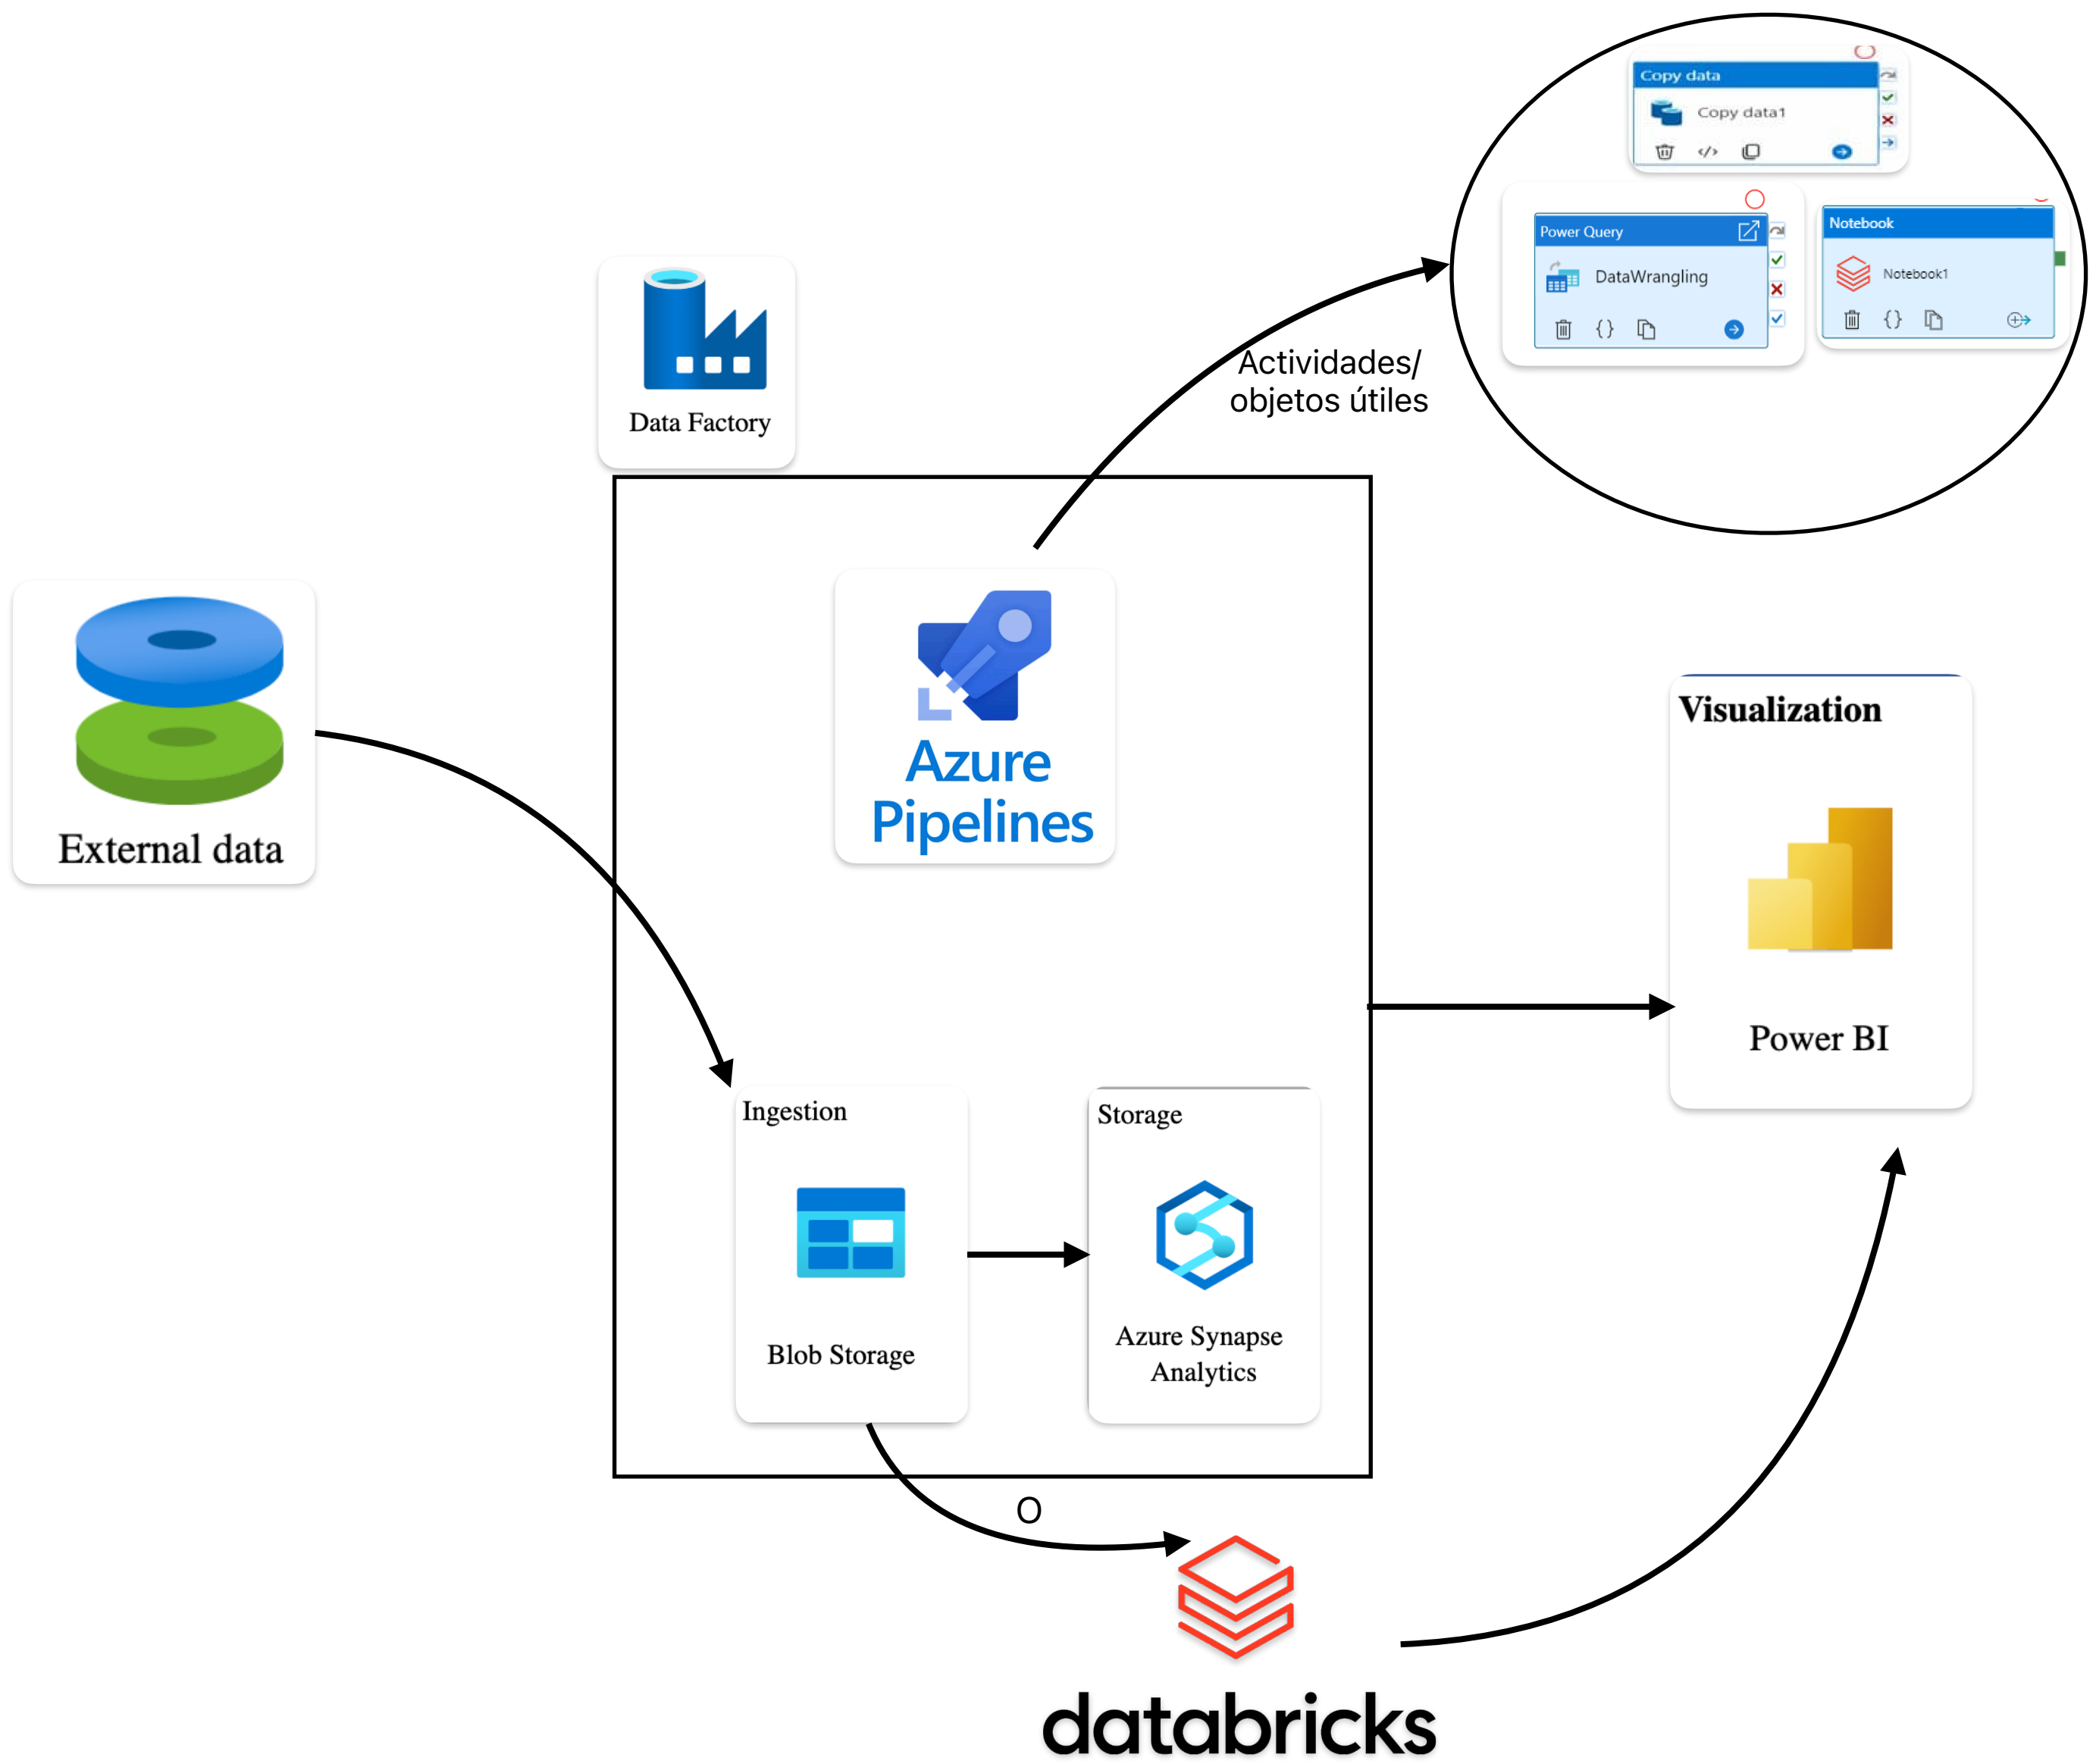 Copy data
Copy data1
Power Query
DataWrangling
Notebook
Notebook1
Actividades/
objetos útiles
Data Factory
External data
Azure
Pipelines
Visualization
Power BI
Ingestion
Blob Storage
Storage
Azure Synapse
Analytics
O
databricks